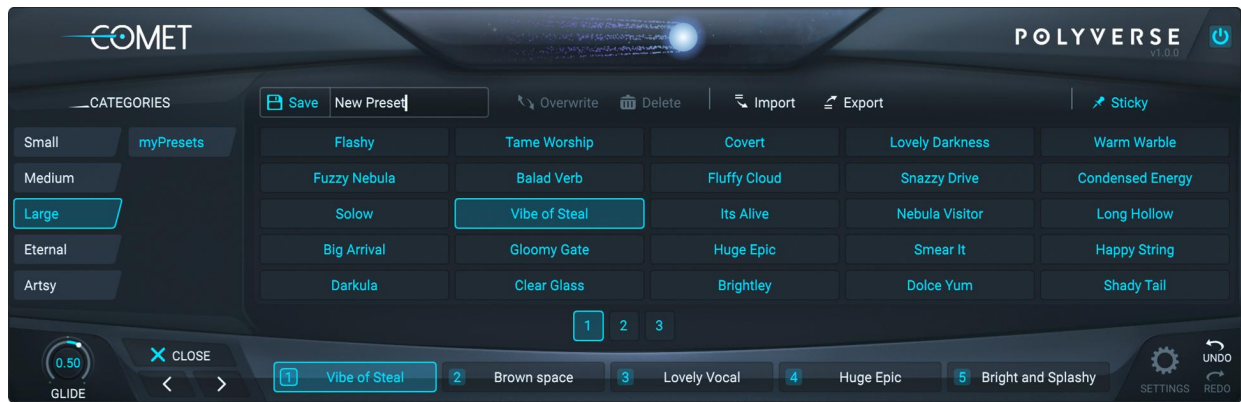 COMET
POLYVERSE
v1.0.0
CATEGORIES
Save New Preset Overwrite Delete Import Export Sticky
Small myPresets Flashy Tame Worship Covert Lovely Darkness Warm Warble
Medium Fuzzy Nebula Balad Verb Fluffy Cloud Snazzy Drive Condensed Energy
Large Solow Vibe of Steal Its Alive Nebula Visitor Long Hollow
Eternal Big Arrival Gloomy Gate Huge Epic Smear It Happy String
Artsy Darkula Clear Glass Brightley Dolce Yum Shady Tail
1 2 3
0.50
GLIDE
CLOSE
1 Vibe of Steal 2 Brown space 3 Lovely Vocal 4 Huge Epic 5 Bright and Splashy
SETTINGS
UNDO
REDO